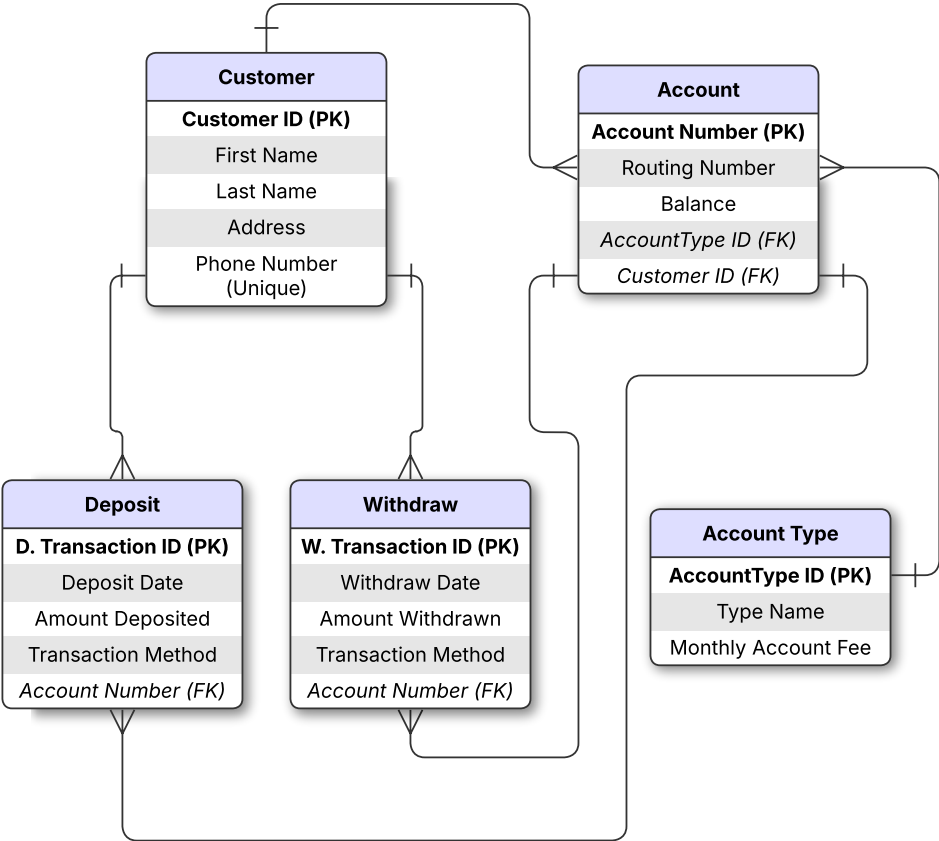 Customer
Customer ID (PK)
First Name
Last Name
Address
Phone Number
(Unique)
Account
Account Number (PK)
Routing Number
Balance
AccountType ID (FK)
Customer ID (FK)
Deposit
D. Transaction ID (PK)
Deposit Date
Amount Deposited
Transaction Method
Account Number (FK)
Withdraw
W. Transaction ID (PK)
Withdraw Date
Amount Withdrawn
Transaction Method
Account Number (FK)
Account Type
AccountType ID (PK)
Type Name
Monthly Account Fee